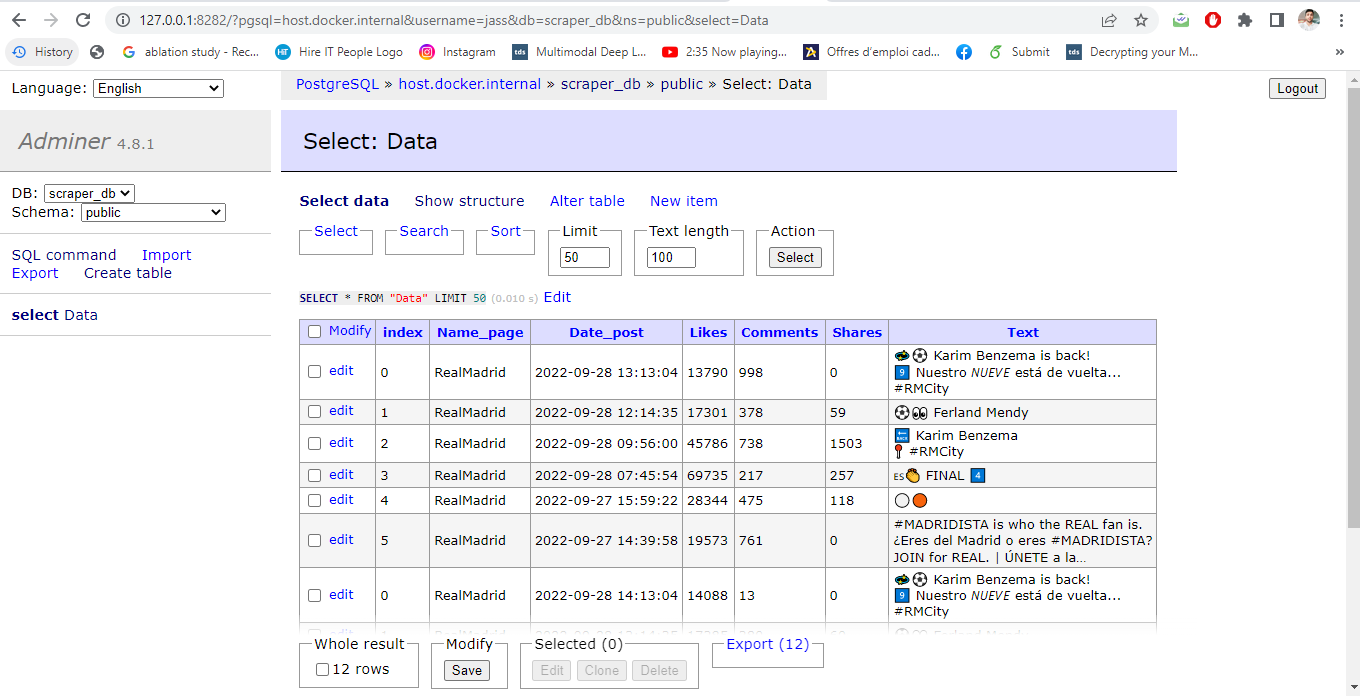 127.0.0.1:8282/?pgsql=host.docker.internal&username=jass&db=scraper_db&ns=public&select=Data
History ablation study - Rec... Hire IT People Logo Instagram Multimodal Deep L... 2:35 Now playing... Offres d'emploi cad... Submit Decrypting your M... »
Language: English
PostgreSQL » host.docker.internal » scraper_db » public » Select: Data
Logout
Adminer 4.8.1
Select: Data
DB: scraper_db
Schema: public
SQL command Import
Export Create table
select Data
Select data Show structure Alter table New item
Select Search Sort Limit Text length Action
50 100 Select
SELECT * FROM "Data" LIMIT 50 (0.010 s) Edit
Modify index Name_page Date_post Likes Comments Shares Text
edit 0 RealMadrid 2022-09-28 13:13:04 13790 998 0 🔙⚽ Karim Benzema is back!
9️⃣ Nuestro NUEVE está de vuelta...
#RMCity
edit 1 RealMadrid 2022-09-28 12:14:35 17301 378 59 ⚽👀 Ferland Mendy
edit 2 RealMadrid 2022-09-28 09:56:00 45786 738 1503 🔙 Karim Benzema
📍 #RMCity
edit 3 RealMadrid 2022-09-28 07:45:54 69735 217 257 ES👏 FINAL 4️⃣
edit 4 RealMadrid 2022-09-27 15:59:22 28344 475 118 ⚪🟠
edit 5 RealMadrid 2022-09-27 14:39:58 19573 761 0 #MADRIDISTA is who the REAL fan is.
¿Eres del Madrid o eres #MADRIDISTA?
JOIN for REAL. | ÚNETE a la...
edit 0 RealMadrid 2022-09-28 14:13:04 14088 13 0 🔙⚽ Karim Benzema is back!
9️⃣ Nuestro NUEVE está de vuelta...
#RMCity
Whole result Modify Selected (0) Export (12)
12 rows Save Edit Clone Delete